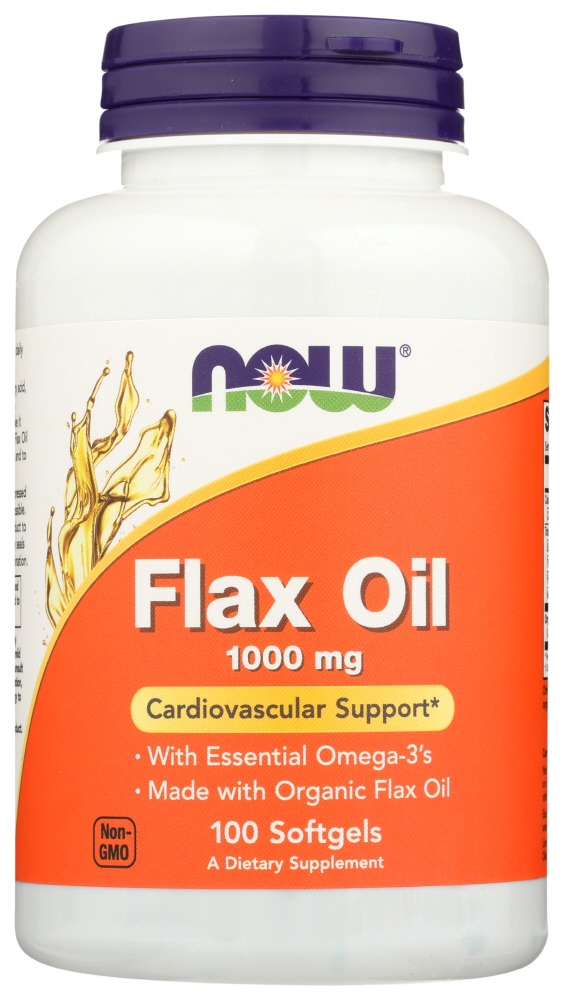 NOW®
Flax Oil
1000 mg
Cardiovascular Support*
• With Essential Omega-3's
• Made with Organic Flax Oil
Non-
GMO
100 Softgels
A Dietary Supplement